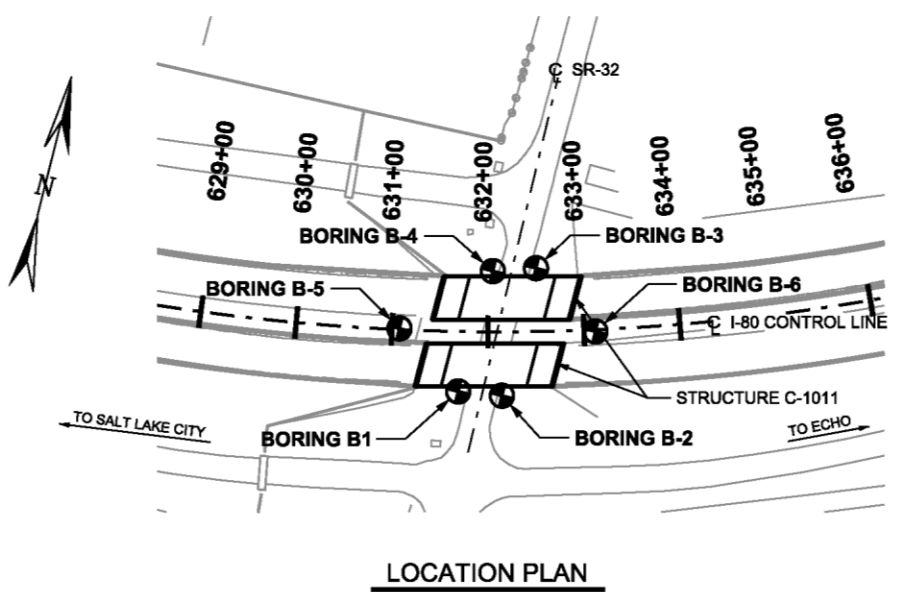 ℄ SR-32
N
629+00
630+00
631+00
632+00
633+00
634+00
635+00
636+00
BORING B-4
BORING B-3
BORING B-5
BORING B-6
℄ I-80 CONTROL LINE
STRUCTURE C-1011
TO SALT LAKE CITY
BORING B1
BORING B-2
TO ECHO
LOCATION PLAN